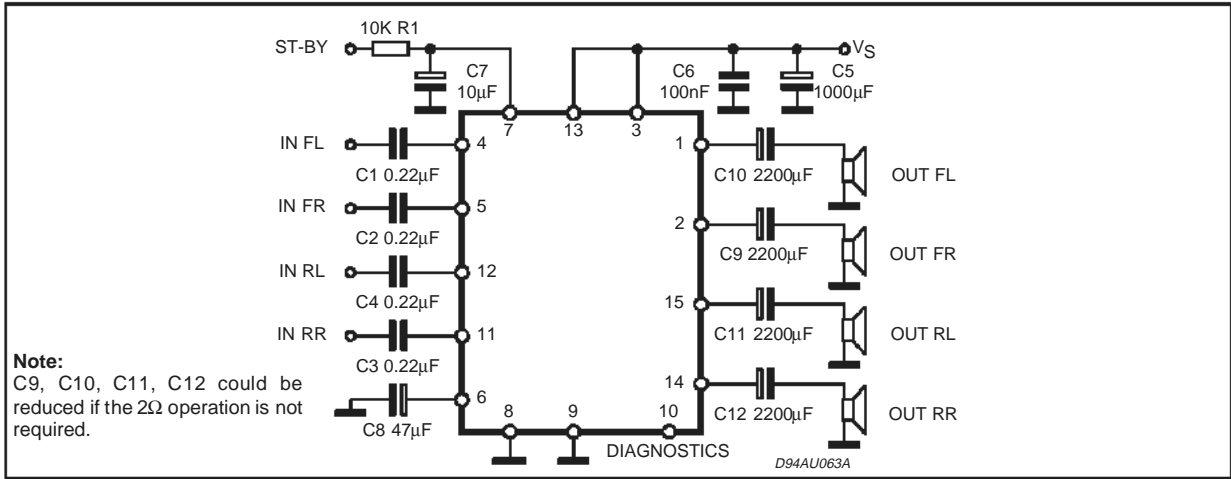 10K R1
ST-BY
C7
10µF
C6
100nF
VS
C5
1000µF
7
13
3
IN FL
4
C1 0.22µF
1
C10 2200µF
OUT FL
IN FR
5
C2 0.22µF
2
C9 2200µF
OUT FR
IN RL
12
C4 0.22µF
15
C11 2200µF
OUT RL
IN RR
11
C3 0.22µF
14
C12 2200µF
OUT RR
6
C8 47µF
8
9
10
DIAGNOSTICS
Note:
C9, C10, C11, C12 could be
reduced if the 2Ω operation is not
required.
D94AU063A